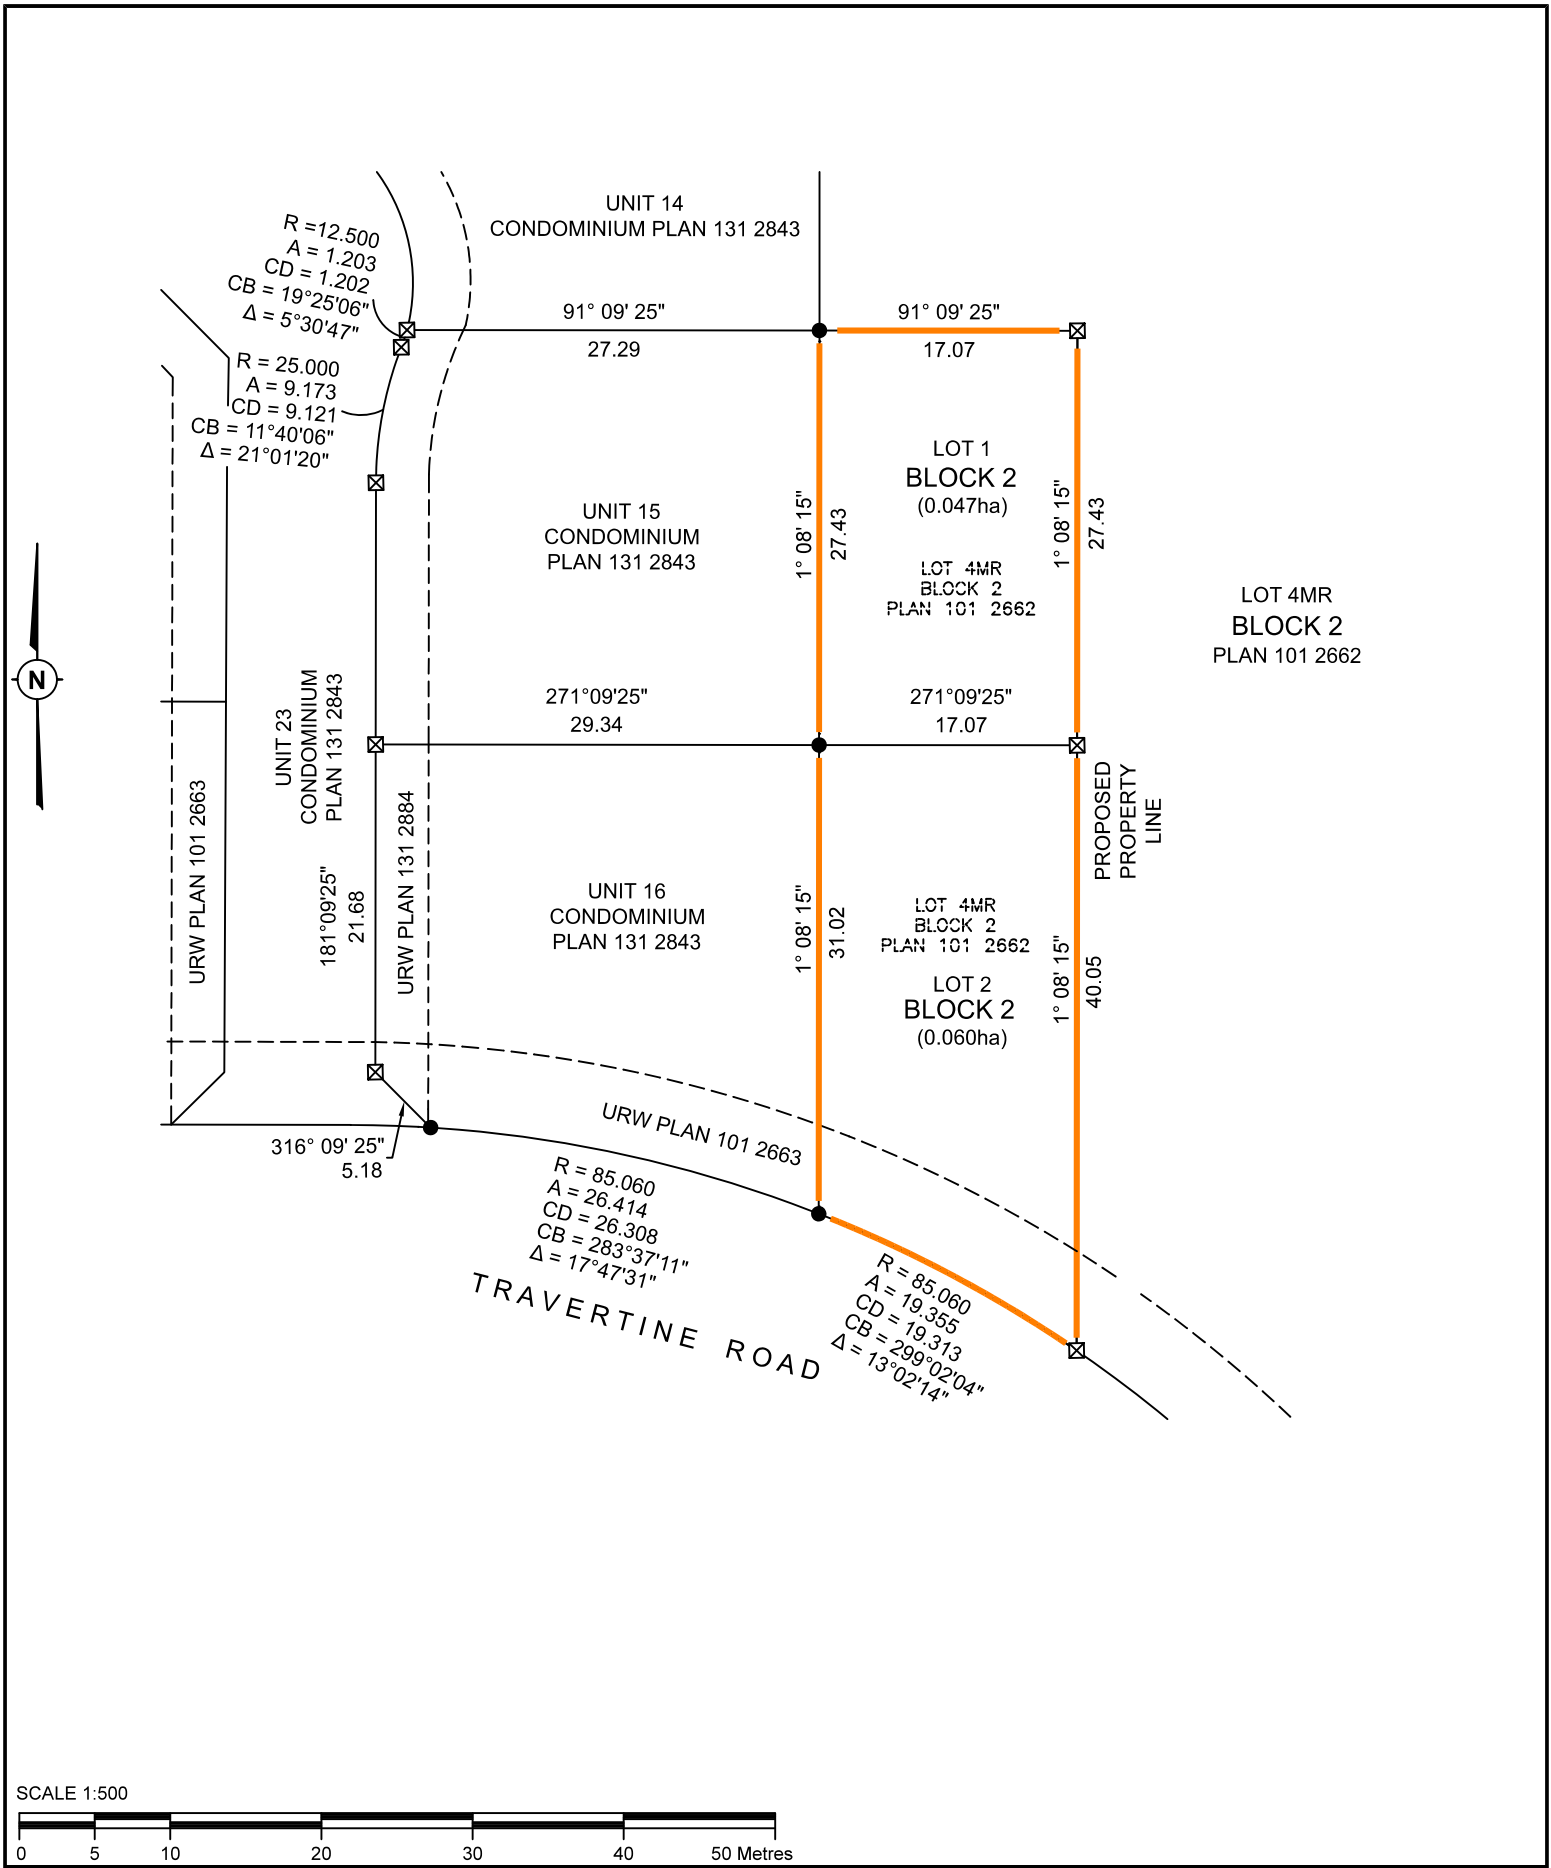 UNIT 14
CONDOMINIUM PLAN 131 2843
R =12.500
A = 1.203
CD = 1.202
CB = 19°25'06"
Δ = 5°30'47"
91° 09' 25"
27.29
91° 09' 25"
17.07
R = 25.000
A = 9.173
CD = 9.121
CB = 11°40'06"
Δ = 21°01'20"
LOT 1
BLOCK 2
(0.047ha)
UNIT 15
CONDOMINIUM
PLAN 131 2843
1° 08' 15"
27.43
1° 08' 15"
27.43
LOT 4MR
BLOCK 2
PLAN 101 2662
LOT 4MR
BLOCK 2
PLAN 101 2662
N
271°09'25"
29.34
271°09'25"
17.07
UNIT 23
CONDOMINIUM
PLAN 131 2843
PROPOSED
PROPERTY
LINE
URW PLAN 101 2663
181°09'25"
21.68
URW PLAN 131 2884
UNIT 16
CONDOMINIUM
PLAN 131 2843
1° 08' 15"
31.02
LOT 4MR
BLOCK 2
PLAN 101 2662
LOT 2
BLOCK 2
(0.060ha)
1° 08' 15"
40.05
URW PLAN 101 2663
316° 09' 25"
5.18
R = 85.060
A = 26.414
CD = 26.308
CB = 283°37'11"
Δ = 17°47'31"
R = 85.060
A = 19.355
CD = 19.313
CB = 299°02'04"
Δ = 13°02'14"
TRAVERTINE ROAD
SCALE 1:500
0 5 10 20 30 40 50 Metres